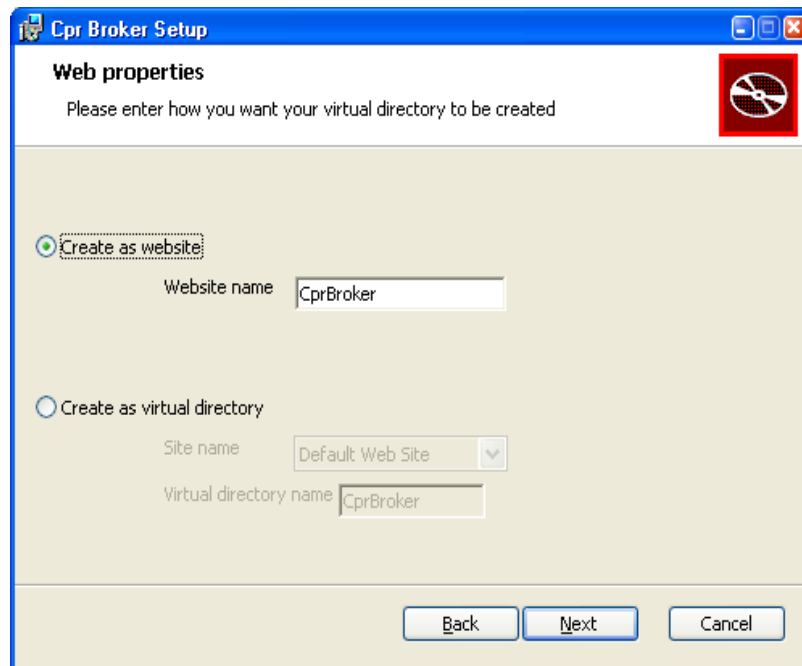 Cpr Broker Setup
Web properties
Please enter how you want your virtual directory to be created
Create as website
Website name CprBroker
Create as virtual directory
Site name Default Web Site
Virtual directory name CprBroker
Back Next Cancel